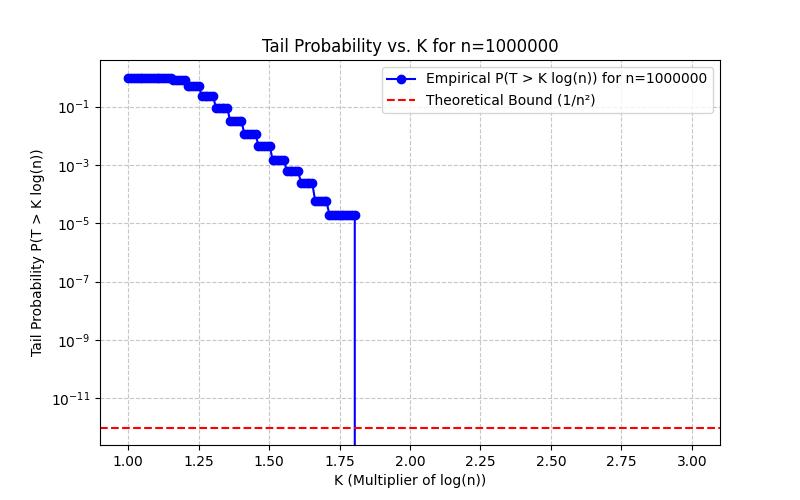 Tail Probability vs. K for n=1000000
Empirical P(T > K log(n)) for n=1000000
Theoretical Bound (1/n²)
Tail Probability P(T > K log(n))
10⁻¹
10⁻³
10⁻⁵
10⁻⁷
10⁻⁹
10⁻¹¹
1.00 1.25 1.50 1.75 2.00 2.25 2.50 2.75 3.00
K (Multiplier of log(n))